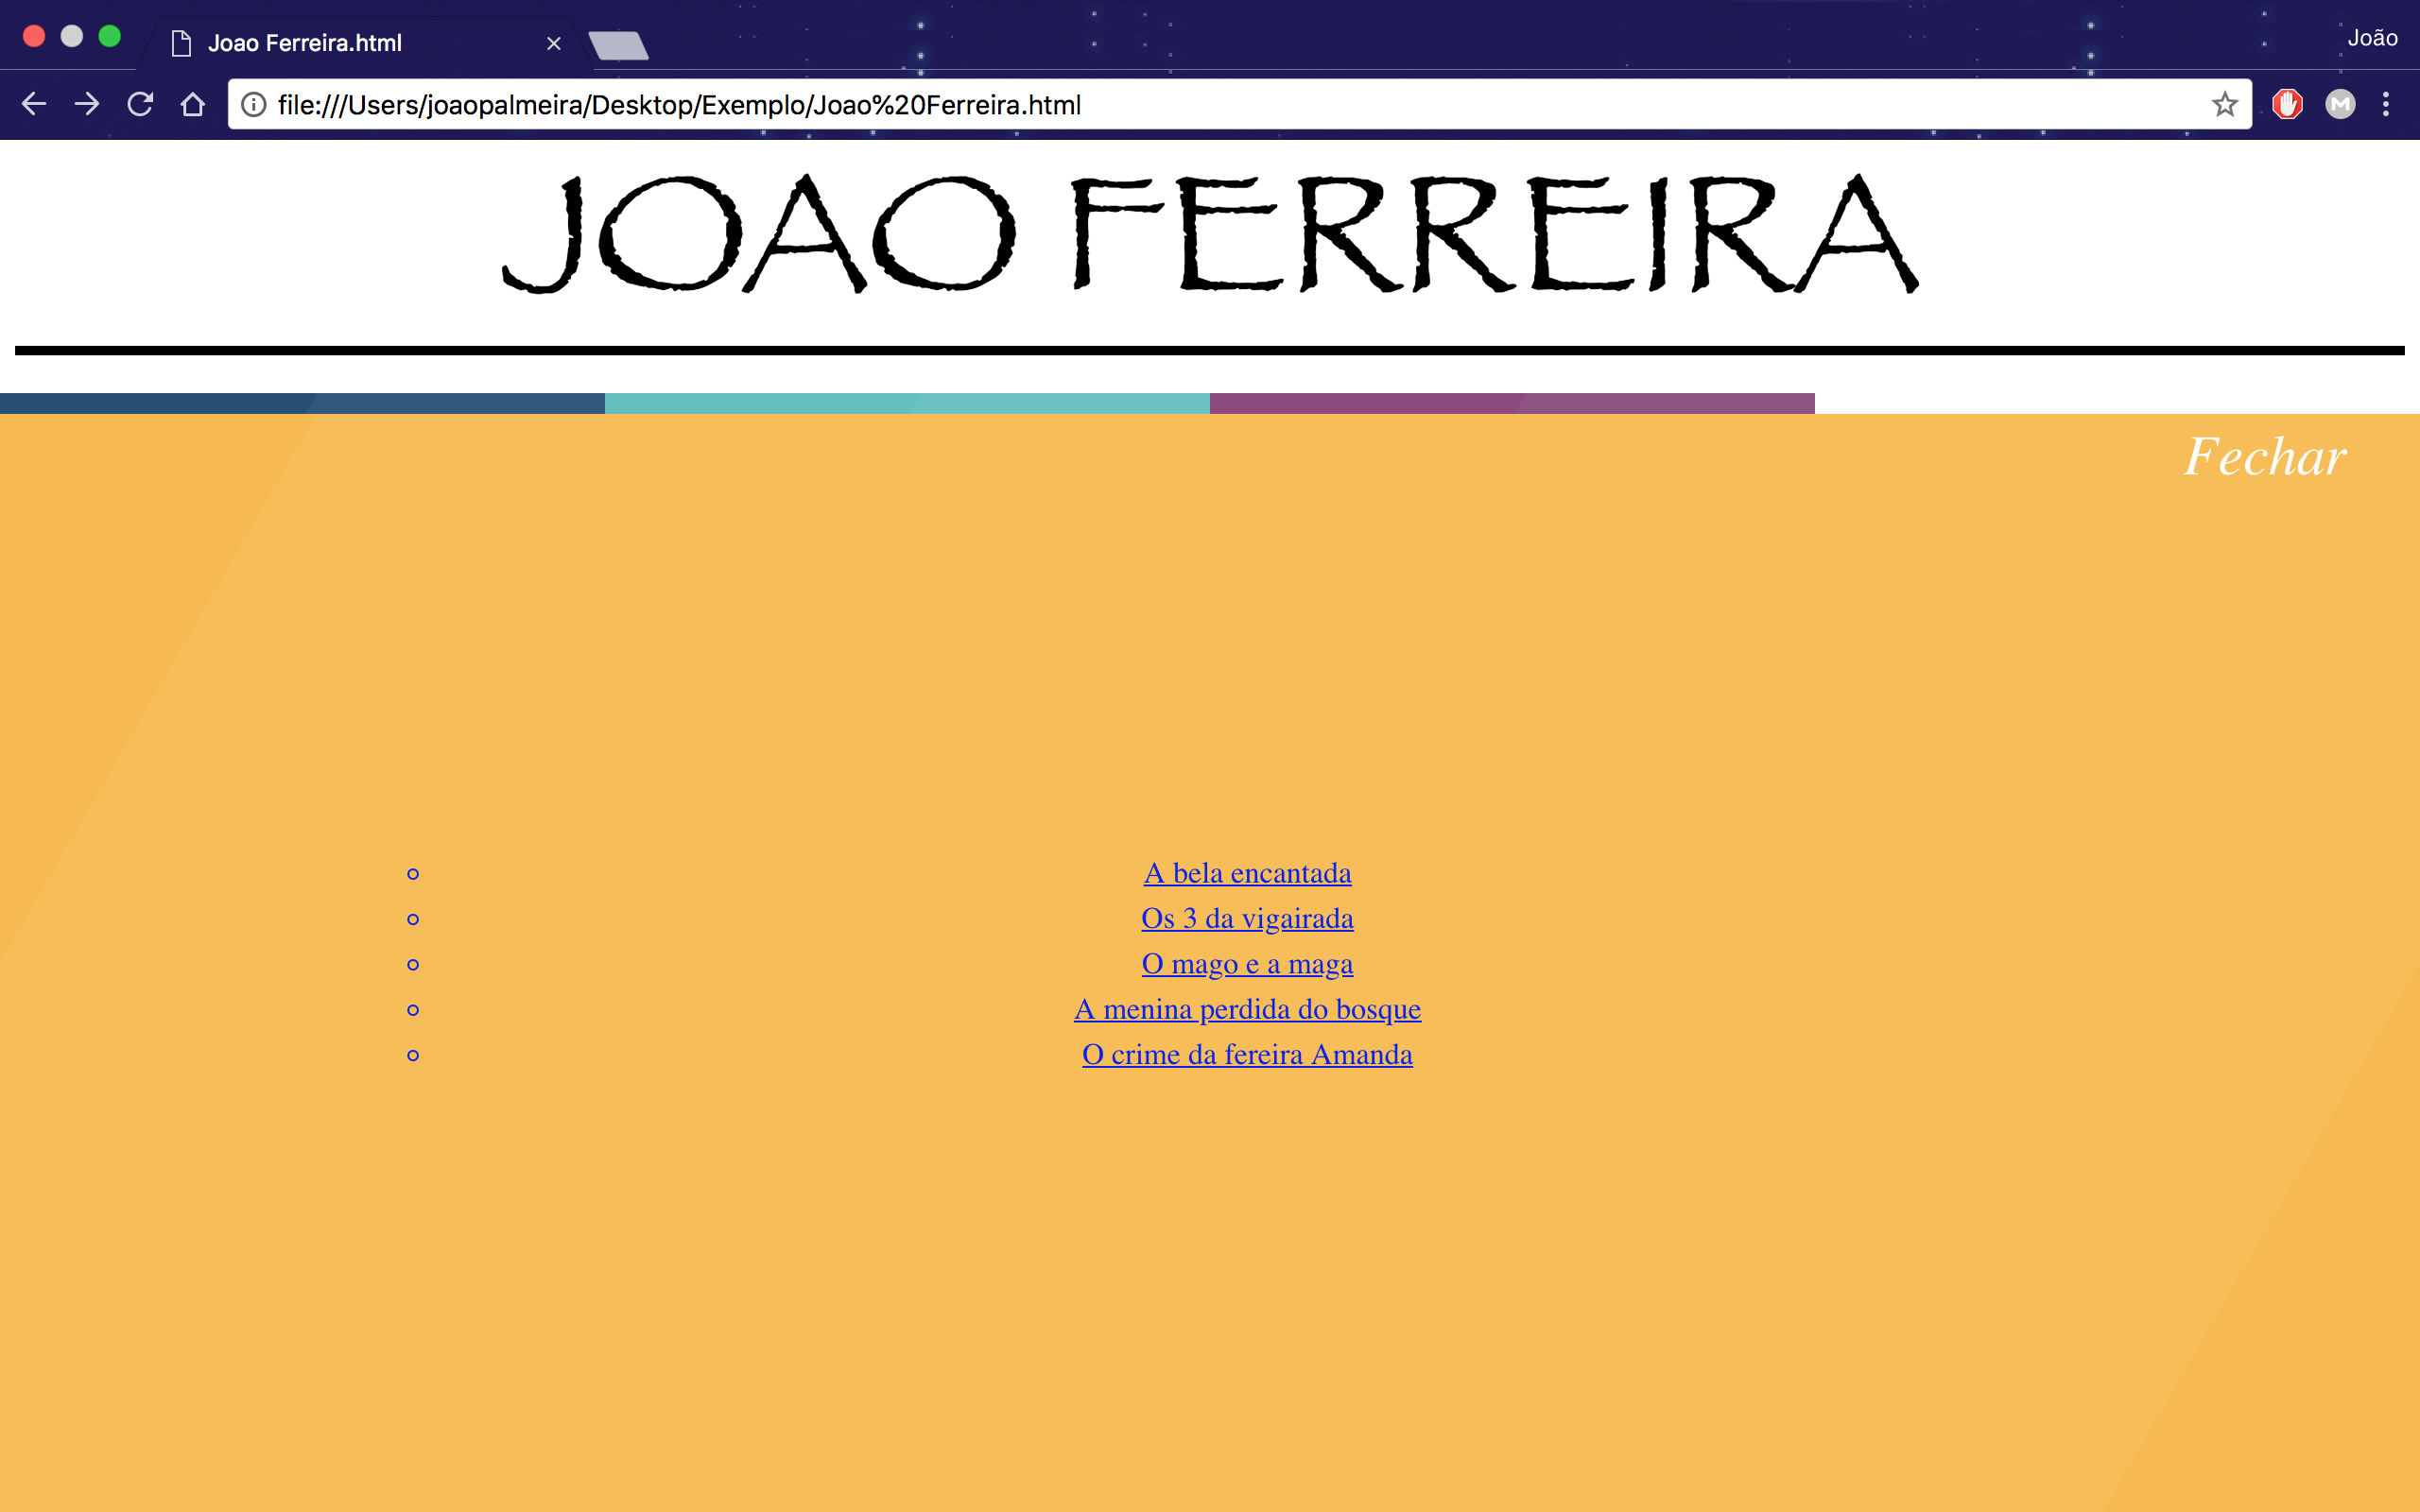 Joao Ferreira.html
João
file:///Users/joaopalmeira/Desktop/Exemplo/Joao%20Ferreira.html
JOAO FERREIRA
Fechar
A bela encantada
Os 3 da vigairada
O mago e a maga
A menina perdida do bosque
O crime da fereira Amanda